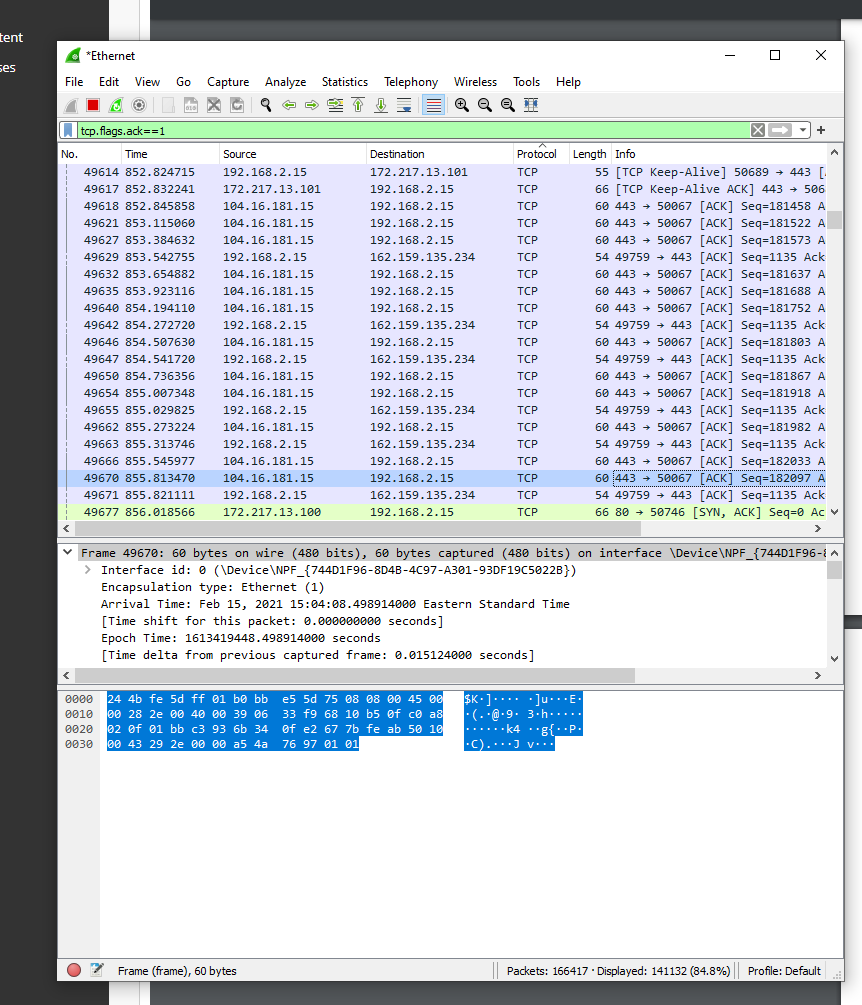 tent
ses
*Ethernet
File Edit View Go Capture Analyze Statistics Telephony Wireless Tools Help
tcp.flags.ack==1
No. Time Source Destination Protocol Length Info
49614 852.824715 192.168.2.15 172.217.13.101 TCP 55 [TCP Keep-Alive] 50689 → 443 [
49617 852.832241 172.217.13.101 192.168.2.15 TCP 66 [TCP Keep-Alive ACK] 443 → 506
49618 852.845858 104.16.181.15 192.168.2.15 TCP 60 443 → 50067 [ACK] Seq=181458 A
49621 853.115060 104.16.181.15 192.168.2.15 TCP 60 443 → 50067 [ACK] Seq=181522 A
49627 853.384632 104.16.181.15 192.168.2.15 TCP 60 443 → 50067 [ACK] Seq=181573 A
49629 853.542755 192.168.2.15 162.159.135.234 TCP 54 49759 → 443 [ACK] Seq=1135 Ack
49632 853.654882 104.16.181.15 192.168.2.15 TCP 60 443 → 50067 [ACK] Seq=181637 A
49635 853.923116 104.16.181.15 192.168.2.15 TCP 60 443 → 50067 [ACK] Seq=181688 A
49640 854.194110 104.16.181.15 192.168.2.15 TCP 60 443 → 50067 [ACK] Seq=181752 A
49642 854.272720 192.168.2.15 162.159.135.234 TCP 54 49759 → 443 [ACK] Seq=1135 Ack
49646 854.507630 104.16.181.15 192.168.2.15 TCP 60 443 → 50067 [ACK] Seq=181803 A
49647 854.541720 192.168.2.15 162.159.135.234 TCP 54 49759 → 443 [ACK] Seq=1135 Ack
49650 854.736356 104.16.181.15 192.168.2.15 TCP 60 443 → 50067 [ACK] Seq=181867 A
49654 855.007348 104.16.181.15 192.168.2.15 TCP 60 443 → 50067 [ACK] Seq=181918 A
49655 855.029825 192.168.2.15 162.159.135.234 TCP 54 49759 → 443 [ACK] Seq=1135 Ack
49662 855.273224 104.16.181.15 192.168.2.15 TCP 60 443 → 50067 [ACK] Seq=181982 A
49663 855.313746 192.168.2.15 162.159.135.234 TCP 54 49759 → 443 [ACK] Seq=1135 Ack
49666 855.545977 104.16.181.15 192.168.2.15 TCP 60 443 → 50067 [ACK] Seq=182033 A
49670 855.813470 104.16.181.15 192.168.2.15 TCP 60 443 → 50067 [ACK] Seq=182097 A
49671 855.821111 192.168.2.15 162.159.135.234 TCP 54 49759 → 443 [ACK] Seq=1135 Ack
49677 856.018566 172.217.13.100 192.168.2.15 TCP 66 80 → 50746 [SYN, ACK] Seq=0 Ac
Frame 49670: 60 bytes on wire (480 bits), 60 bytes captured (480 bits) on interface \Device\NPF_{744D1F96-8
Interface id: 0 (\Device\NPF_{744D1F96-8D4B-4C97-A301-93DF19C5022B})
Encapsulation type: Ethernet (1)
Arrival Time: Feb 15, 2021 15:04:08.498914000 Eastern Standard Time
[Time shift for this packet: 0.000000000 seconds]
Epoch Time: 1613419448.498914000 seconds
[Time delta from previous captured frame: 0.015124000 seconds]
0000 24 4b fe 5d ff 01 b0 bb e5 5d 75 08 08 00 45 00 $K·]·····]u···E·
0010 00 28 2e 00 40 00 39 06 33 f9 68 10 b5 0f c0 a8 ·(.·@·9·3·h·····
0020 02 0f 01 bb c3 93 6b 34 0f e2 67 7b fe ab 50 10 ······k4··g{··P·
0030 00 43 29 2e 00 00 a5 4a 76 97 01 01 ·C).···Jv···
Frame (frame), 60 bytes
Packets: 166417 · Displayed: 141132 (84.8%)
Profile: Default